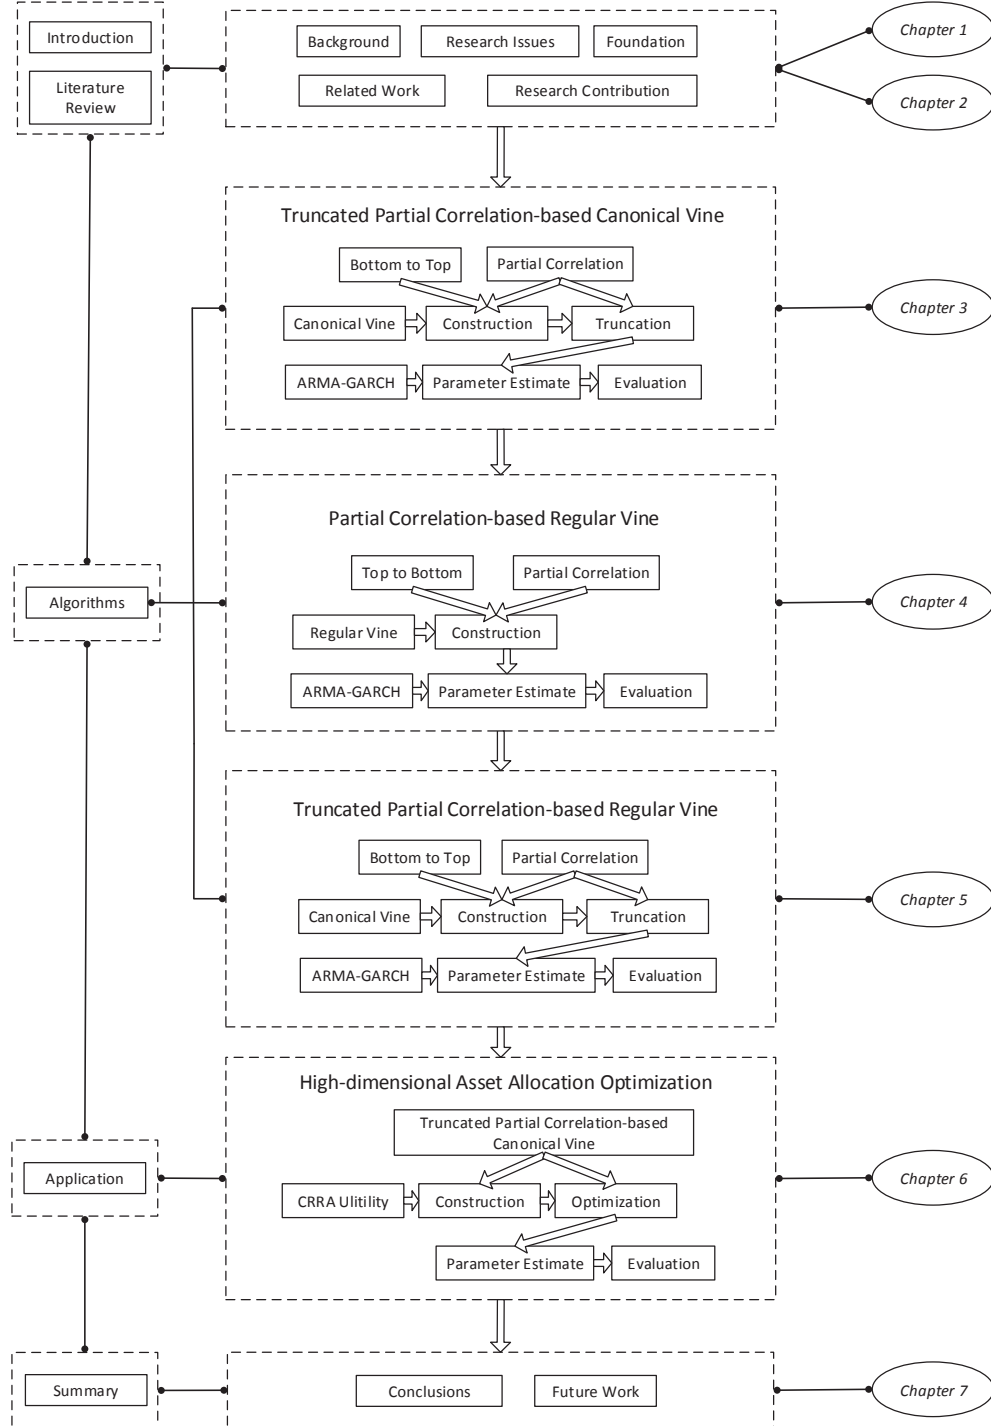 Introduction
Literature
Review
Background
Research Issues
Foundation
Related Work
Research Contribution
Chapter 1
Chapter 2
Truncated Partial Correlation-based Canonical Vine
Bottom to Top
Partial Correlation
Canonical Vine
Construction
Truncation
ARMA-GARCH
Parameter Estimate
Evaluation
Chapter 3
Partial Correlation-based Regular Vine
Top to Bottom
Partial Correlation
Algorithms
Regular Vine
Construction
ARMA-GARCH
Parameter Estimate
Evaluation
Chapter 4
Truncated Partial Correlation-based Regular Vine
Bottom to Top
Partial Correlation
Canonical Vine
Construction
Truncation
ARMA-GARCH
Parameter Estimate
Evaluation
Chapter 5
High-dimensional Asset Allocation Optimization
Truncated Partial Correlation-based
Canonical Vine
Application
CRRA Ulitility
Construction
Optimization
Parameter Estimate
Evaluation
Chapter 6
Summary
Conclusions
Future Work
Chapter 7